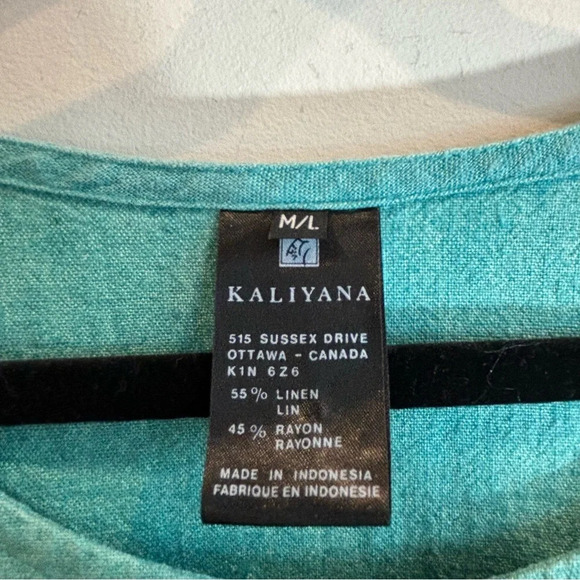 M/L
KALIYANA
515 SUSSEX DRIVE
OTTAWA - CANADA
K1N 6Z6
55% LINEN
LIN
45% RAYON
RAYONNE
MADE IN INDONESIA
FABRIQUE EN INDONESIE